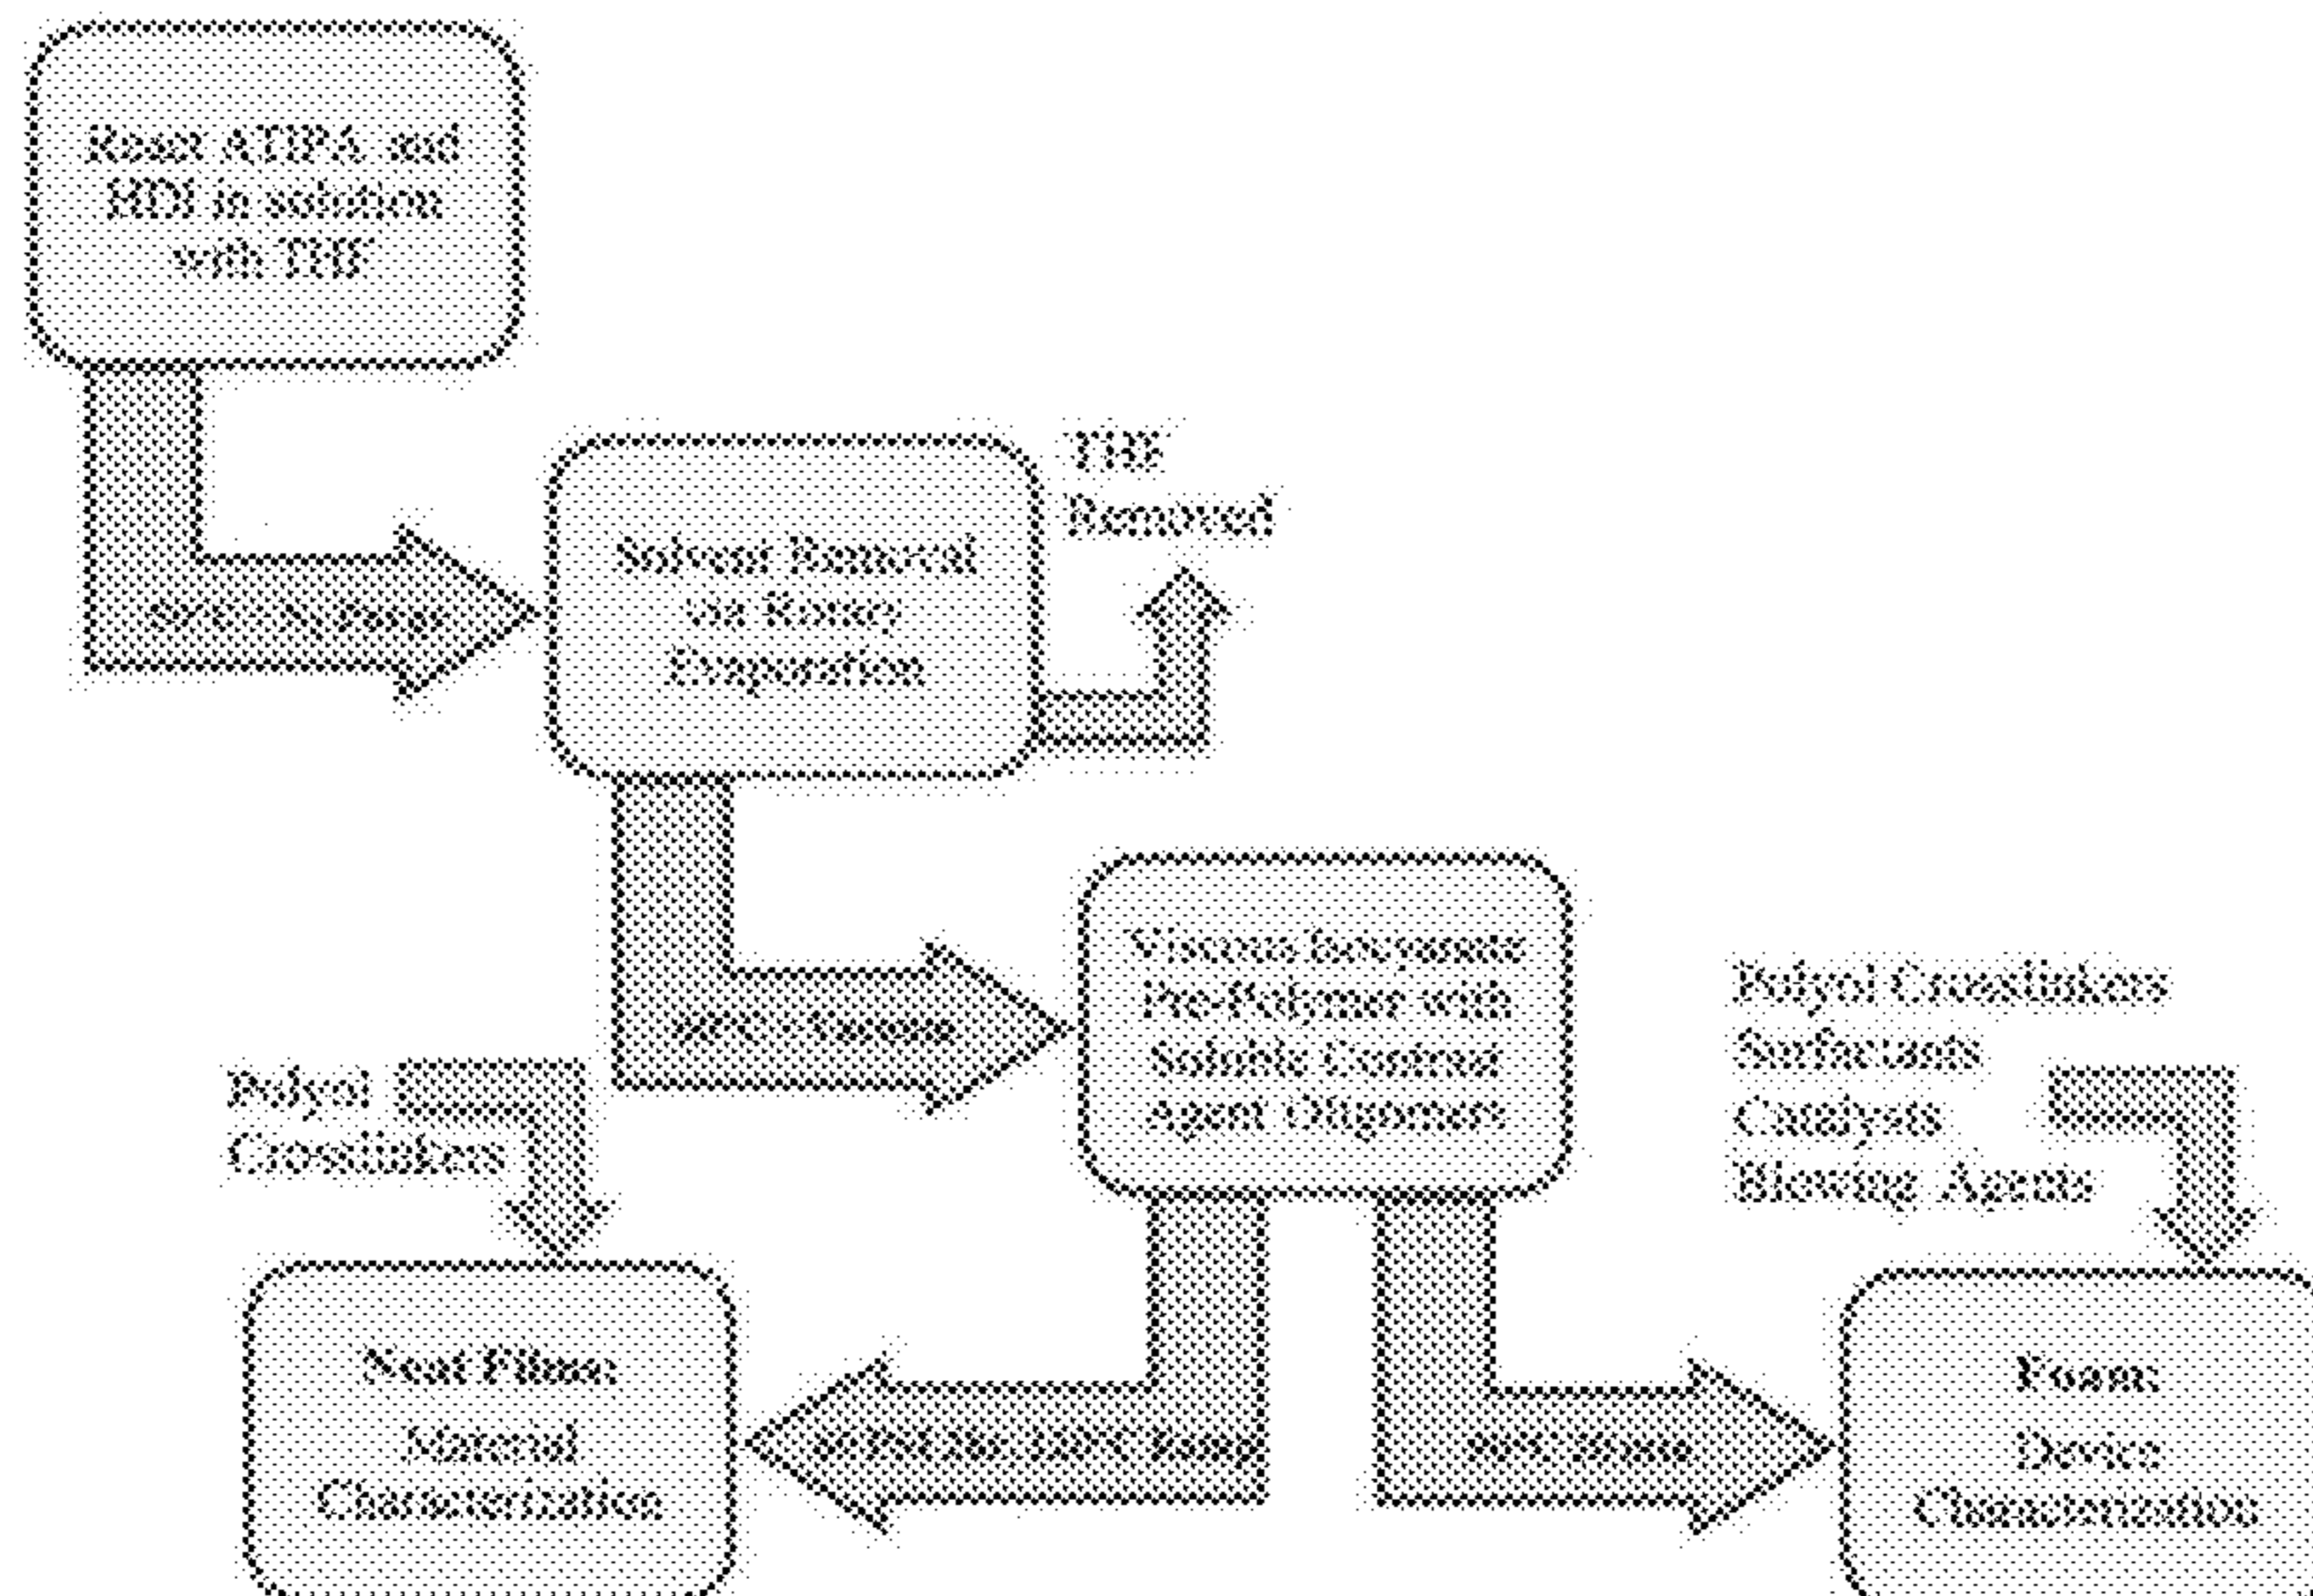 React ATIPA and
HDI in solution
with THF
THF
Removed
Solvent Removal
via Rotary
Evaporation
Viscous Isocyanate
Pre-Polymer with
Soluble Contrast
Agent Oligomers
Polyol
Crosslinkers
Polyol Crosslinkers
Surfactants
Catalysts
Blowing Agents
Neat Films
Material
Characterization
Ramp
Foams
Device
Characterization